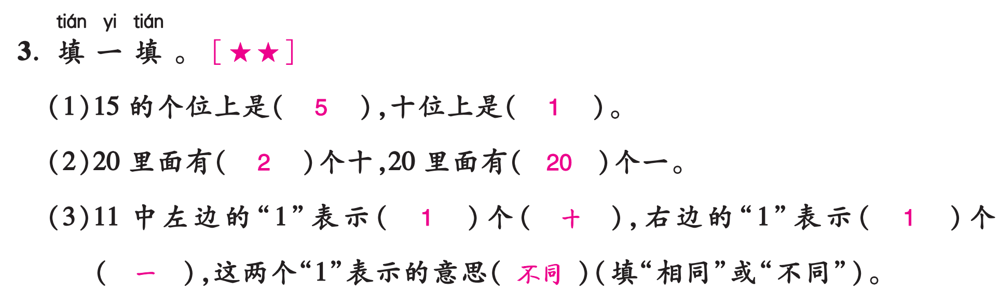 tián yi tián
3. 填一填。[★★]
(1)15 的个位上是( 5 ),十位上是( 1 )。
(2)20 里面有( 2 )个十,20 里面有( 20 )个一。
(3)11 中左边的“1”表示( 1 )个( 十 ),右边的“1”表示( 1 )个
( 一 ),这两个“1”表示的意思( 不同 )(填“相同”或“不同”)。